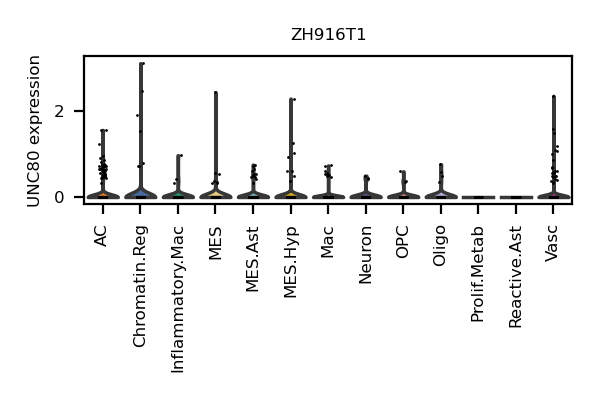 ZH916T1
UNC80 expression
2
0
AC
Chromatin.Reg
Inflammatory.Mac
MES
MES.Ast
MES.Hyp
Mac
Neuron
OPC
Oligo
Prolif.Metab
Reactive.Ast
Vasc